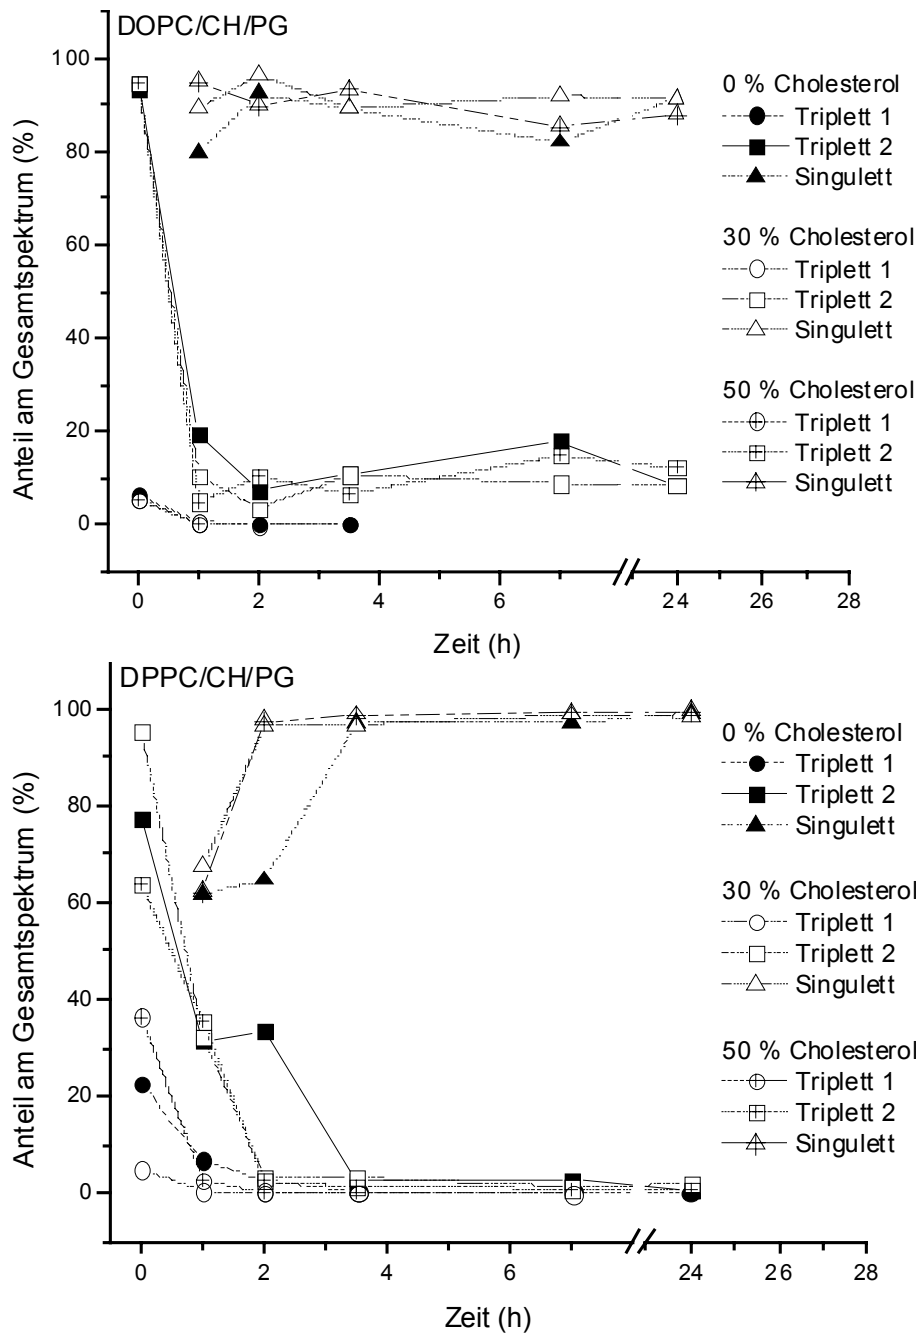 DOPC/CH/PG
Anteil am Gesamtspektrum (%)
100
80
60
40
20
0
0 % Cholesterol
Triplett 1
Triplett 2
Singulett
30 % Cholesterol
Triplett 1
Triplett 2
Singulett
50 % Cholesterol
Triplett 1
Triplett 2
Singulett
0 2 4 6 24 26 28
Zeit (h)
DPPC/CH/PG
Anteil am Gesamtspektrum (%)
100
80
60
40
20
0
0 % Cholesterol
Triplett 1
Triplett 2
Singulett
30 % Cholesterol
Triplett 1
Triplett 2
Singulett
50 % Cholesterol
Triplett 1
Triplett 2
Singulett
0 2 4 6 24 26 28
Zeit (h)